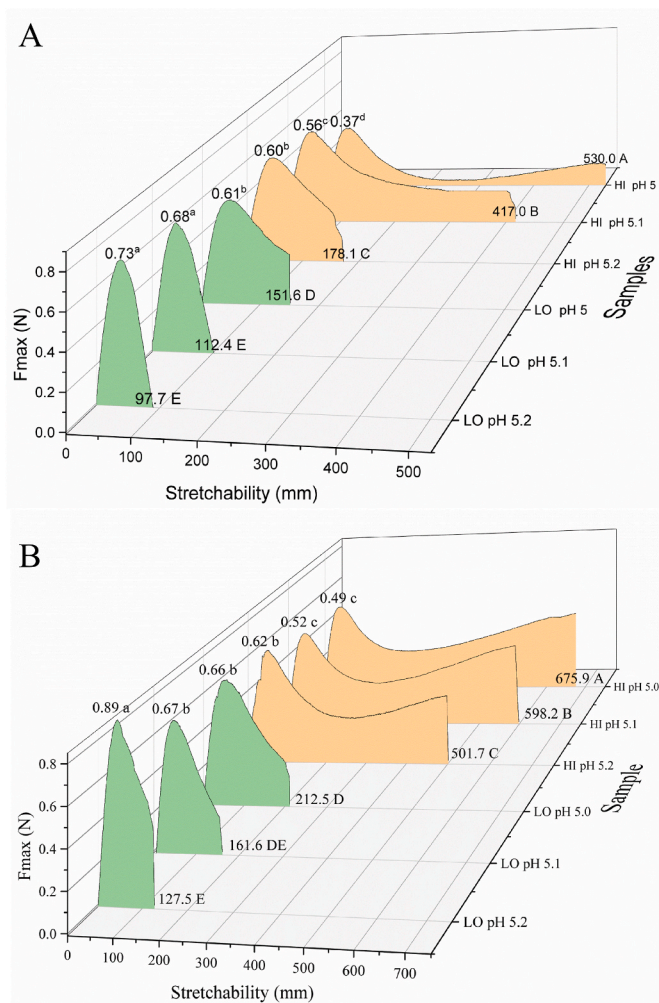 A
0.73a
0.68a
0.61b
0.60b
0.56c
0.37d
97.7 E
112.4 E
151.6 D
178.1 C
417.0 B
530.0 A
0.8
0.6
0.4
0.2
0.0
Fmax (N)
0
100
200
300
400
500
Stretchability (mm)
HI pH 5
HI pH 5.1
HI pH 5.2
LO pH 5
LO pH 5.1
LO pH 5.2
Samples
B
0.89 a
0.67 b
0.66 b
0.62 b
0.52 c
0.49 c
127.5 E
161.6 DE
212.5 D
501.7 C
598.2 B
675.9 A
0.8
0.6
0.4
0.2
0.0
Fmax (N)
0
100
200
300
400
500
600
700
Stretchability (mm)
HI pH 5.0
HI pH 5.1
HI pH 5.2
LO pH 5.0
LO pH 5.1
LO pH 5.2
Sample